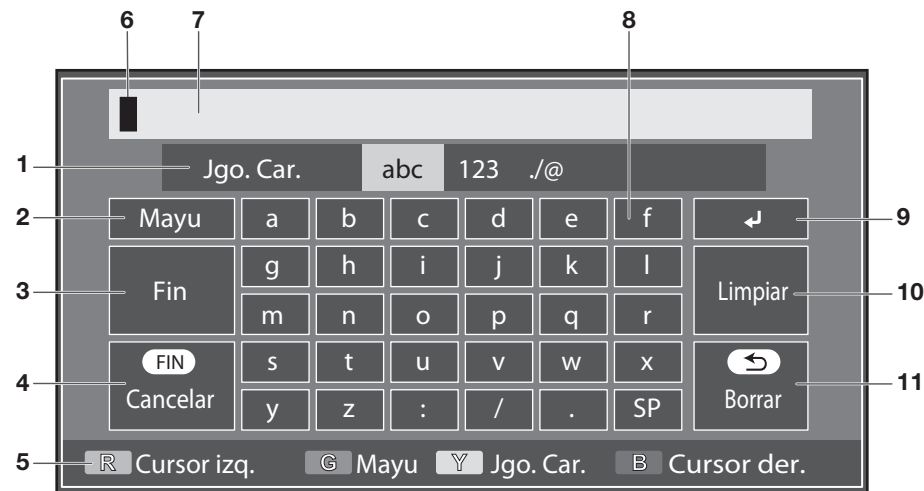 6 7 8
1 Jgo. Car. abc 123 ./@
2 Mayu a b c d e f ↲ 9
g h i j k l
3 Fin Limpiar 10
m n o p q r
FIN s t u v w x
4 Cancelar Borrar 11
y z : / . SP
5 R Cursor izq. G Mayu Y Jgo. Car. B Cursor der.